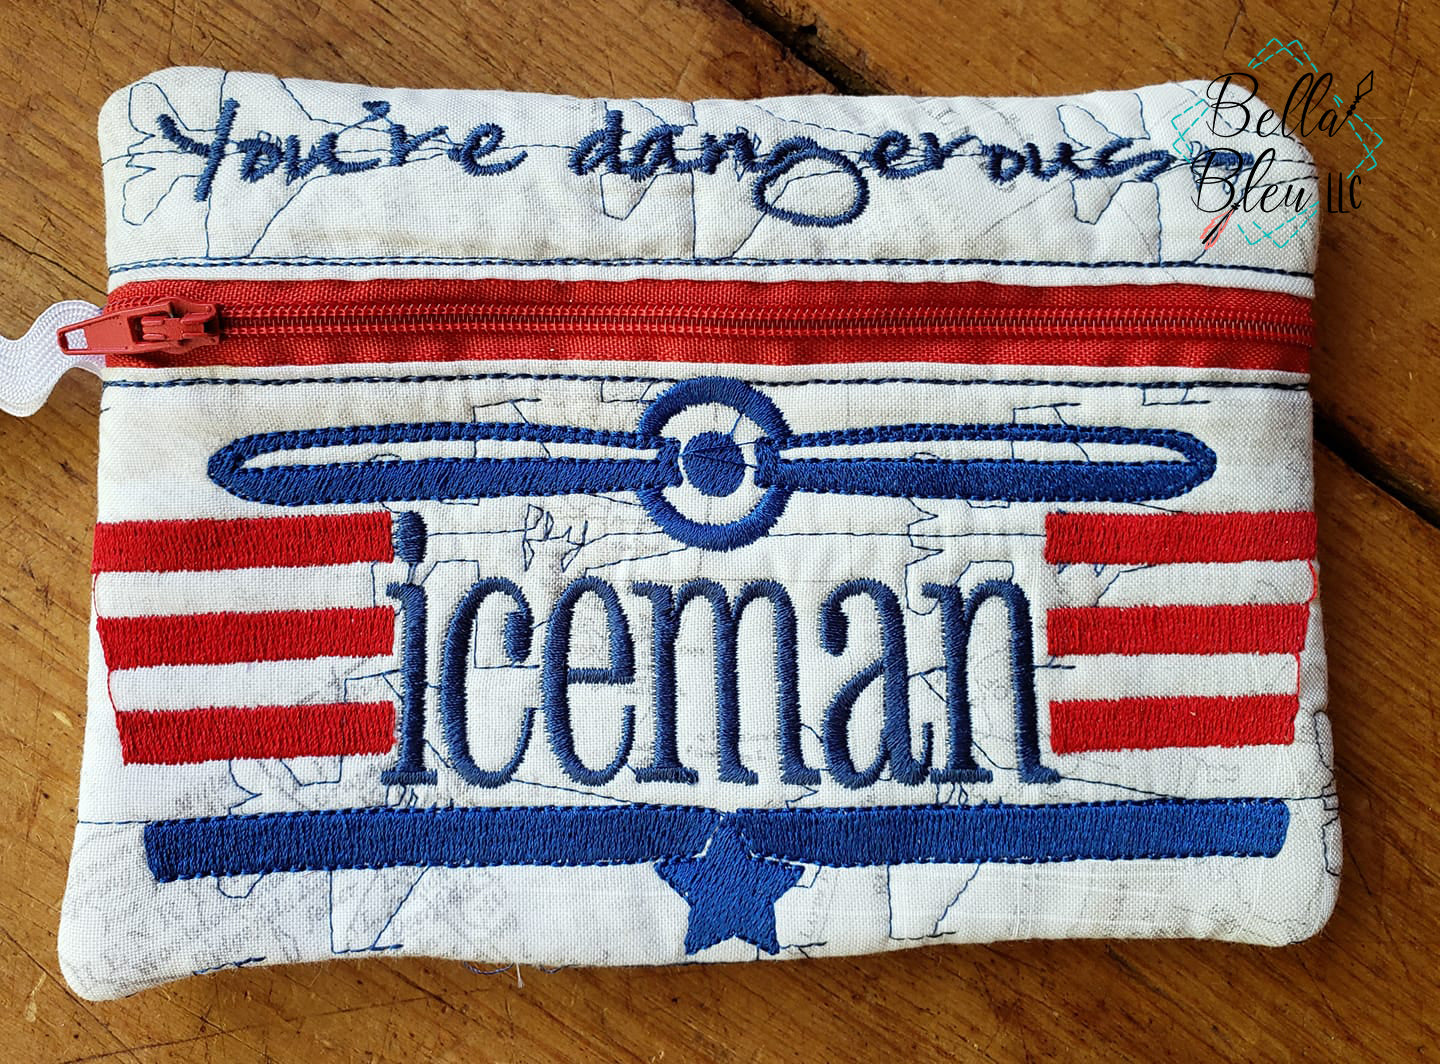 You're dangerous
iceman
Bella
Bleu LLC